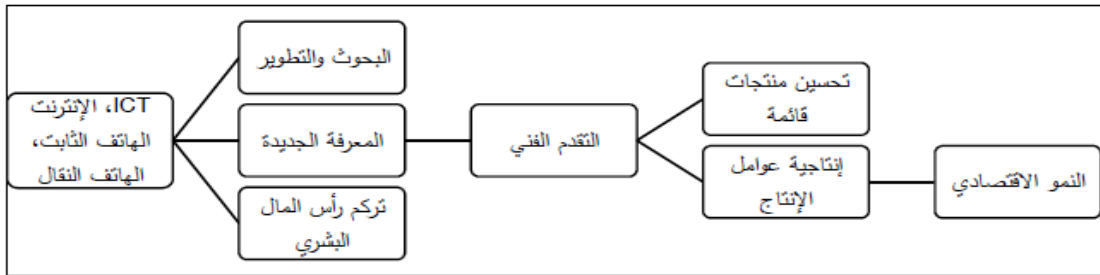 ICT، الإنترنت
الهاتف الثابت،
الهاتف النقال
البحوث والتطوير
المعرفة الجديدة
تركم رأس المال
البشري
التقدم الفني
تحسين منتجات
قائمة
إنتاجية عوامل
الإنتاج
النمو الاقتصادي